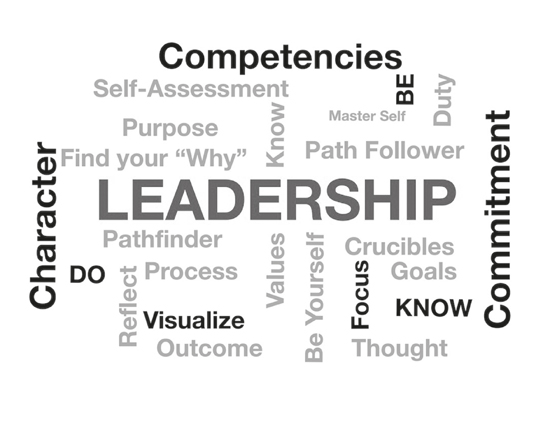 Competencies
Self-Assessment
BE
Duty
Know
Master Self
Purpose
Path Follower
Find your “Why”
Character
LEADERSHIP
Commitment
Pathfinder
Values
Be Yourself
Crucibles
DO
Process
Focus
Goals
Reflect
KNOW
Visualize
Outcome
Thought